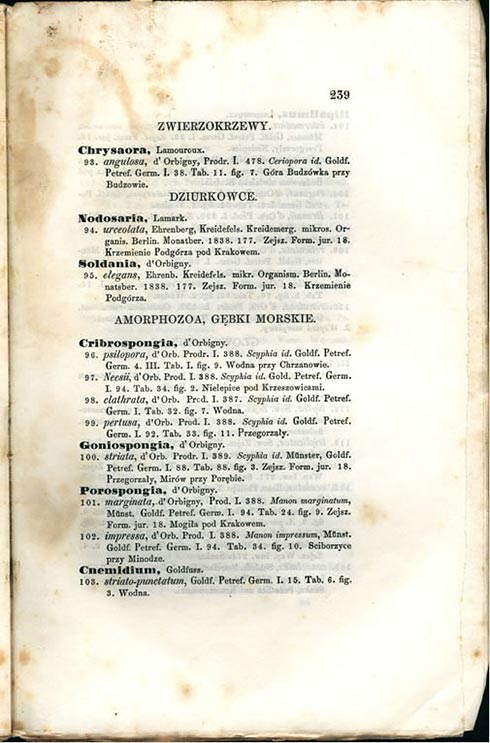 239
ZWIERZOKRZEWY.
Chrysaora, Lamouroux.
93. angulosa, d' Orbigny, Prodr. I. 478. Ceriopora id. Goldf.
Petref. Germ. I. 38. Tab. 11. fig. 7. Góra Budzówka przy
Budzowie.
DZIURKOWCE.
Nodosaria, Lamark.
94. urceolata, Ehrenberg, Kreidefels. Kreidemerg. mikros. Or-
ganis. Berlin. Monatber. 1838. 177. Zejsz. Form. jur. 18.
Krzemienie Podgórza pod Krakowem.
Soldania, d'Orbigny.
95. elegans, Ehrenb. Kreidefels. mikr. Organism. Berlin. Mo-
natsber. 1838. 177. Zejsz. Form. jur. 18. Krzemienie
Podgórza.
AMORPHOZOA, GĘBKI MORSKIE.
Cribrospongia, d'Orbigny.
96. psilopora, d'Orb. Prodr. I. 388. Scyphia id. Goldf. Petref.
Germ. 4. III. Tab. I. fig. 9. Wodna przy Chrzanowie.
97. Neesii, d'Orb. Prod. I. 388. Scyphia id. Gold. Petref. Germ.
I. 94. Tab. 34. fig. 2. Nielepice pod Krzeszowicami.
98. clathrata, d'Orb. Prod. I. 387. Scyphia id. Goldf. Petref.
Germ. I. Tab. 32. fig. 7. Wodna.
99. pertusa, d'Orb. Prod. I. 388. Scyphia id. Goldf. Petref.
Germ. I. 92. Tab. 33. fig. 11. Przegorzały.
Goniospongia, d'Orbigny.
100. striata, d'Orb. Prodr. I. 389. Scyphia id. Münster, Goldf.
Petref. Germ. I. 88. Tab. 88. fig. 3. Zejsz. Form. jur. 18.
Przegorzały, Mirów przy Porębie.
Porospongia, d'Orbigny.
101. marginata, d'Orbigny, Prod. I. 388. Manon marginatum,
Münst. Goldf. Petref. Germ. I. 94. Tab. 24. fig. 9. Zejsz.
Form. jur. 18. Mogiła pod Krakowem.
102. impressa, d'Orb. Prod. I. 388. Manon impressum, Münst.
Goldf. Petref. Germ. I. 94. Tab. 34. fig. 10. Sciborzyce
przy Minodze.
Cnemidium, Goldfuss.
103. striato-punctatum, Goldf. Petref. Germ. I. 15. Tab. 6. fig.
3. Wodna.